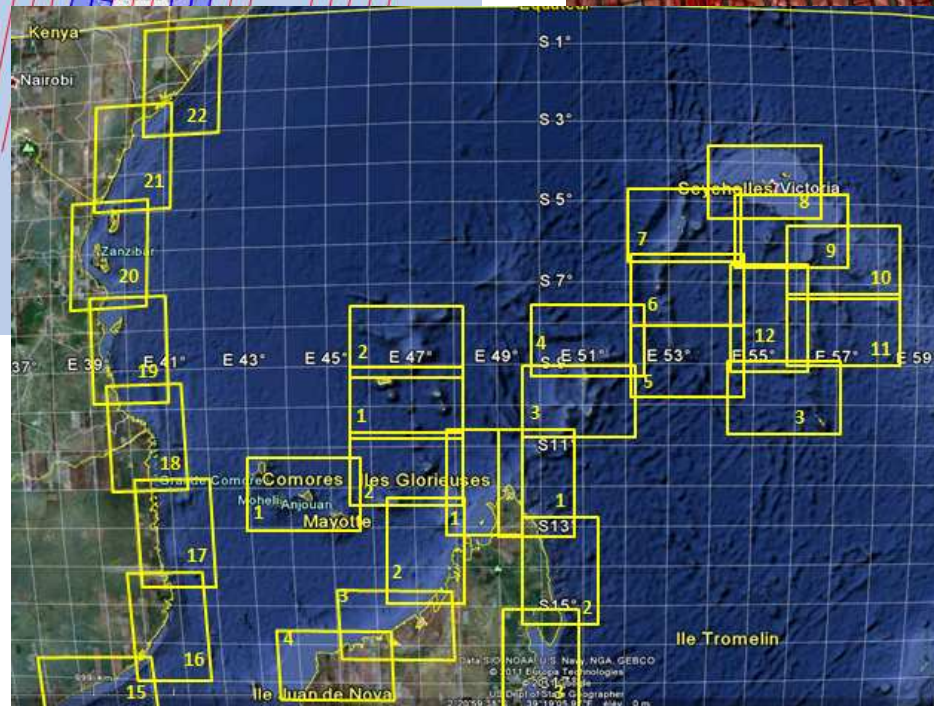 Equateur
Kenya
S 1°
Nairobi
22
S 3°
21
Seychelles Victoria
S 5°
8
7
Zanzibar
9
20
S 7°
10
6
4
12
2
37°
E 39°
E 41°
E 43°
E 45°
E 47°
E 49°
E 51°
E 53°
E 55°
E 57°
E 59
11
19
5
1
3
3
S11°
18
Grande Comore
Comores
Iles Glorieuses
Moheli
Anjouan
2
1
1
Mayotte
1
S13°
17
2
3
S15°
2
4
Ile Tromelin
16
Data SIO, NOAA, U.S. Navy, NGA, GEBCO
© 2011 Europa Technologies
US Dept of State Geographer
15
Ile Juan de Nova